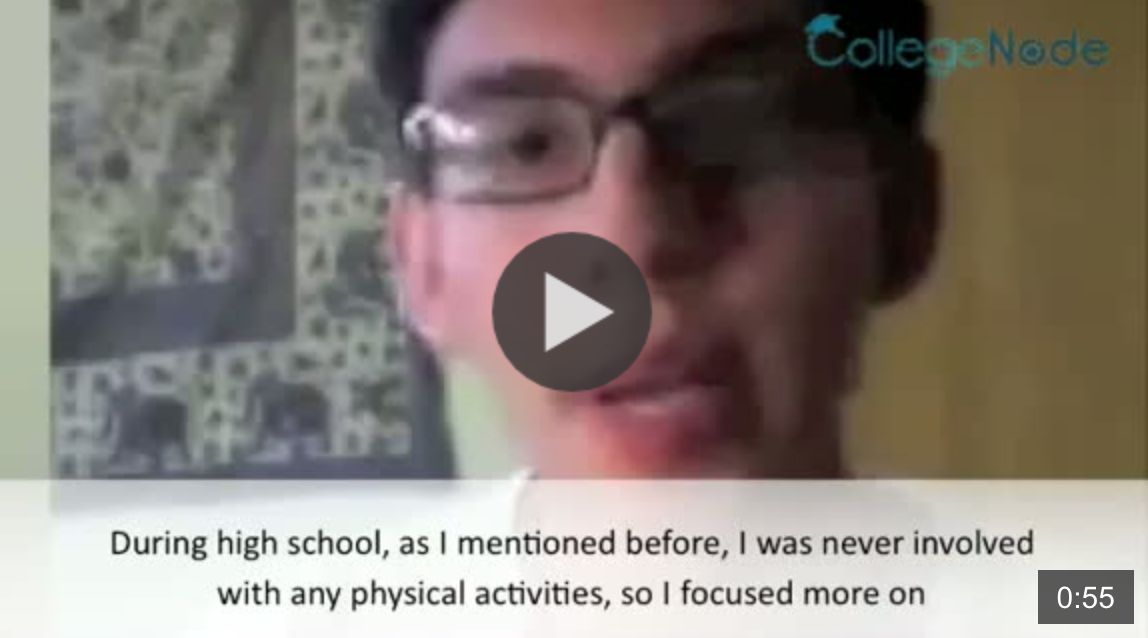 CollegeNode
During high school, as I mentioned before, I was never involved
with any physical activities, so I focused more on
0:55